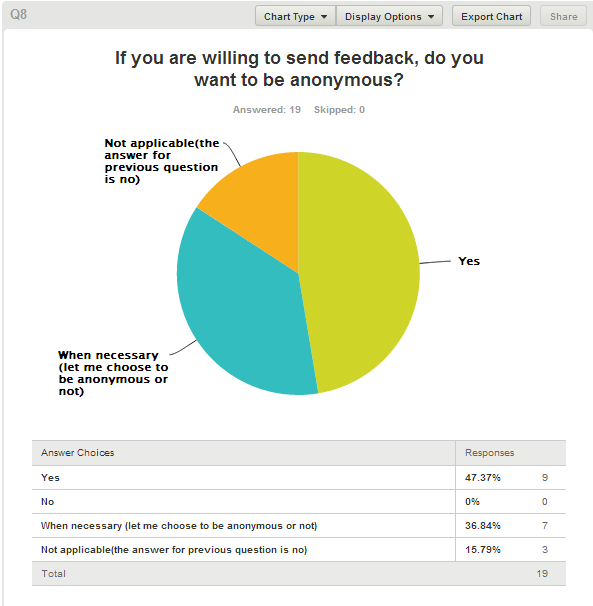 Q8
Chart Type ▼ Display Options ▼ Export Chart Share
If you are willing to send feedback, do you
want to be anonymous?
Answered: 19 Skipped: 0
Not applicable(the
answer for
previous question
is no)
Yes
When necessary
(let me choose to
be anonymous or
not)
Answer Choices Responses
Yes 47.37% 9
No 0% 0
When necessary (let me choose to be anonymous or not) 36.84% 7
Not applicable(the answer for previous question is no) 15.79% 3
Total 19